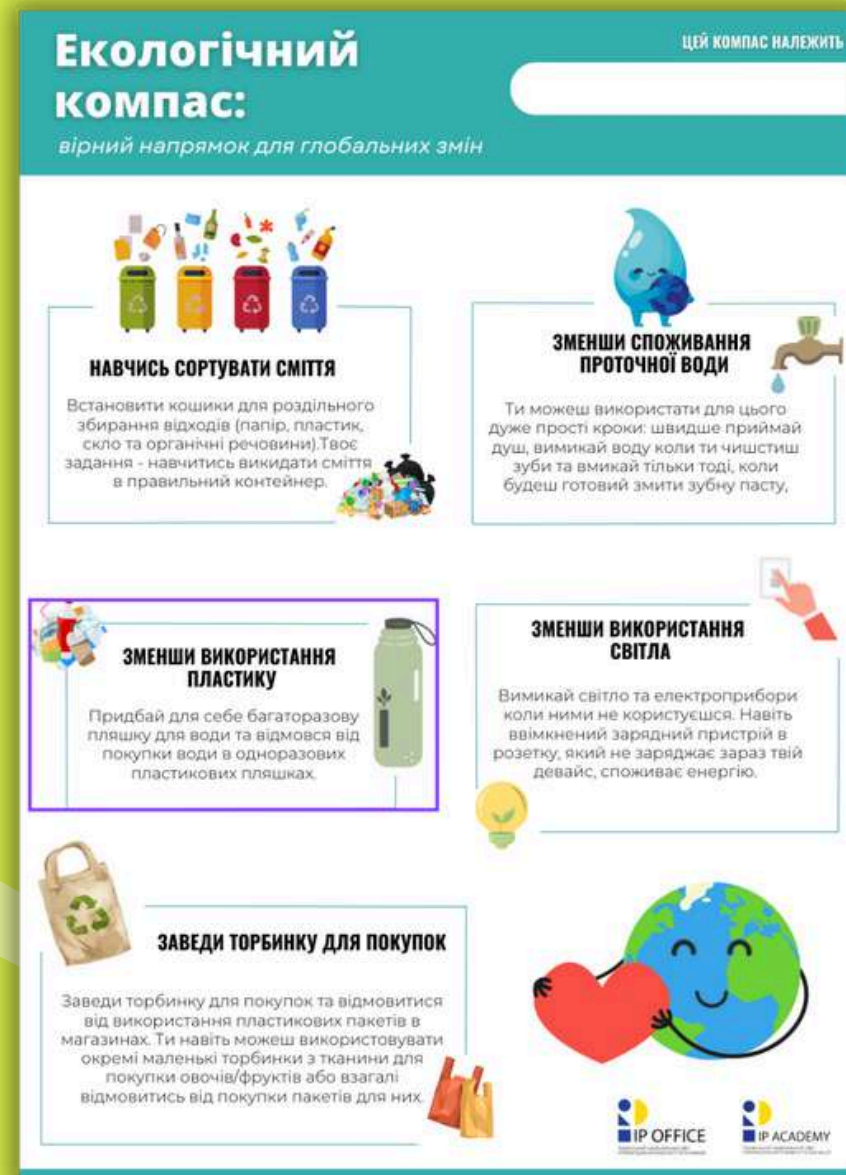 Екологічний
компас:
вірний напрямок для глобальних змін
ЦЕЙ КОМПАС НАЛЕЖИТЬ
НАВЧИСЬ СОРТУВАТИ СМІТТЯ
Встановити кошики для роздільного
збирання відходів (папір, пластик,
скло та органічні речовини).Твоє
задання - навчитись викидати сміття
в правильний контейнер.
ЗМЕНШИ СПОЖИВАННЯ
ПРОТОЧНОЇ ВОДИ
Ти можеш використати для цього
дуже прості кроки: швидше приймай
душ, вимикай воду коли ти чишстиш
зуби та вмикай тільки тоді, коли
будеш готовий змити зубну пасту,
ЗМЕНШИ ВИКОРИСТАННЯ
ПЛАСТИКУ
Придбай для себе багаторазову
пляшку для води та відмовся від
покупки води в одноразових
пластикових пляшках.
ЗМЕНШИ ВИКОРИСТАННЯ
СВІТЛА
Вимикай світло та електроприбори
коли ними не користуєшся. Навіть
ввімкнений зарядний пристрій в
розетку, який не заряджає зараз твій
девайс, споживає енергію.
ЗАВЕДИ ТОРБИНКУ ДЛЯ ПОКУПОК
Заведи торбинку для покупок та відмовитися
від використання пластикових пакетів в
магазинах. Ти навіть можеш використовувати
окремі маленькі торбинки з тканини для
покупки овочів/фруктів або взагалі
відмовитись від покупки пакетів для них.
IP OFFICE
IP ACADEMY